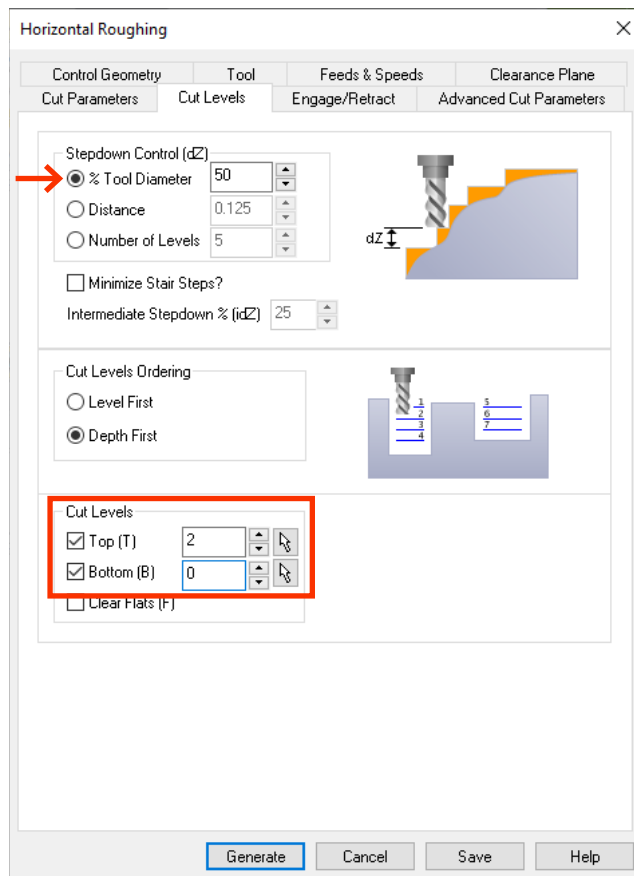 Horizontal Roughing
Control Geometry Tool Feeds & Speeds Clearance Plane
Cut Parameters Cut Levels Engage/Retract Advanced Cut Parameters
Stepdown Control (dZ)
% Tool Diameter 50
Distance 0.125
Number of Levels 5
dZ
Minimize Stair Steps?
Intermediate Stepdown % (idZ) 25
Cut Levels Ordering
Level First
Depth First
1 5
2 6
3 7
4
Cut Levels
Top (T) 2
Bottom (B) 0
Clear Flats (F)
Generate Cancel Save Help